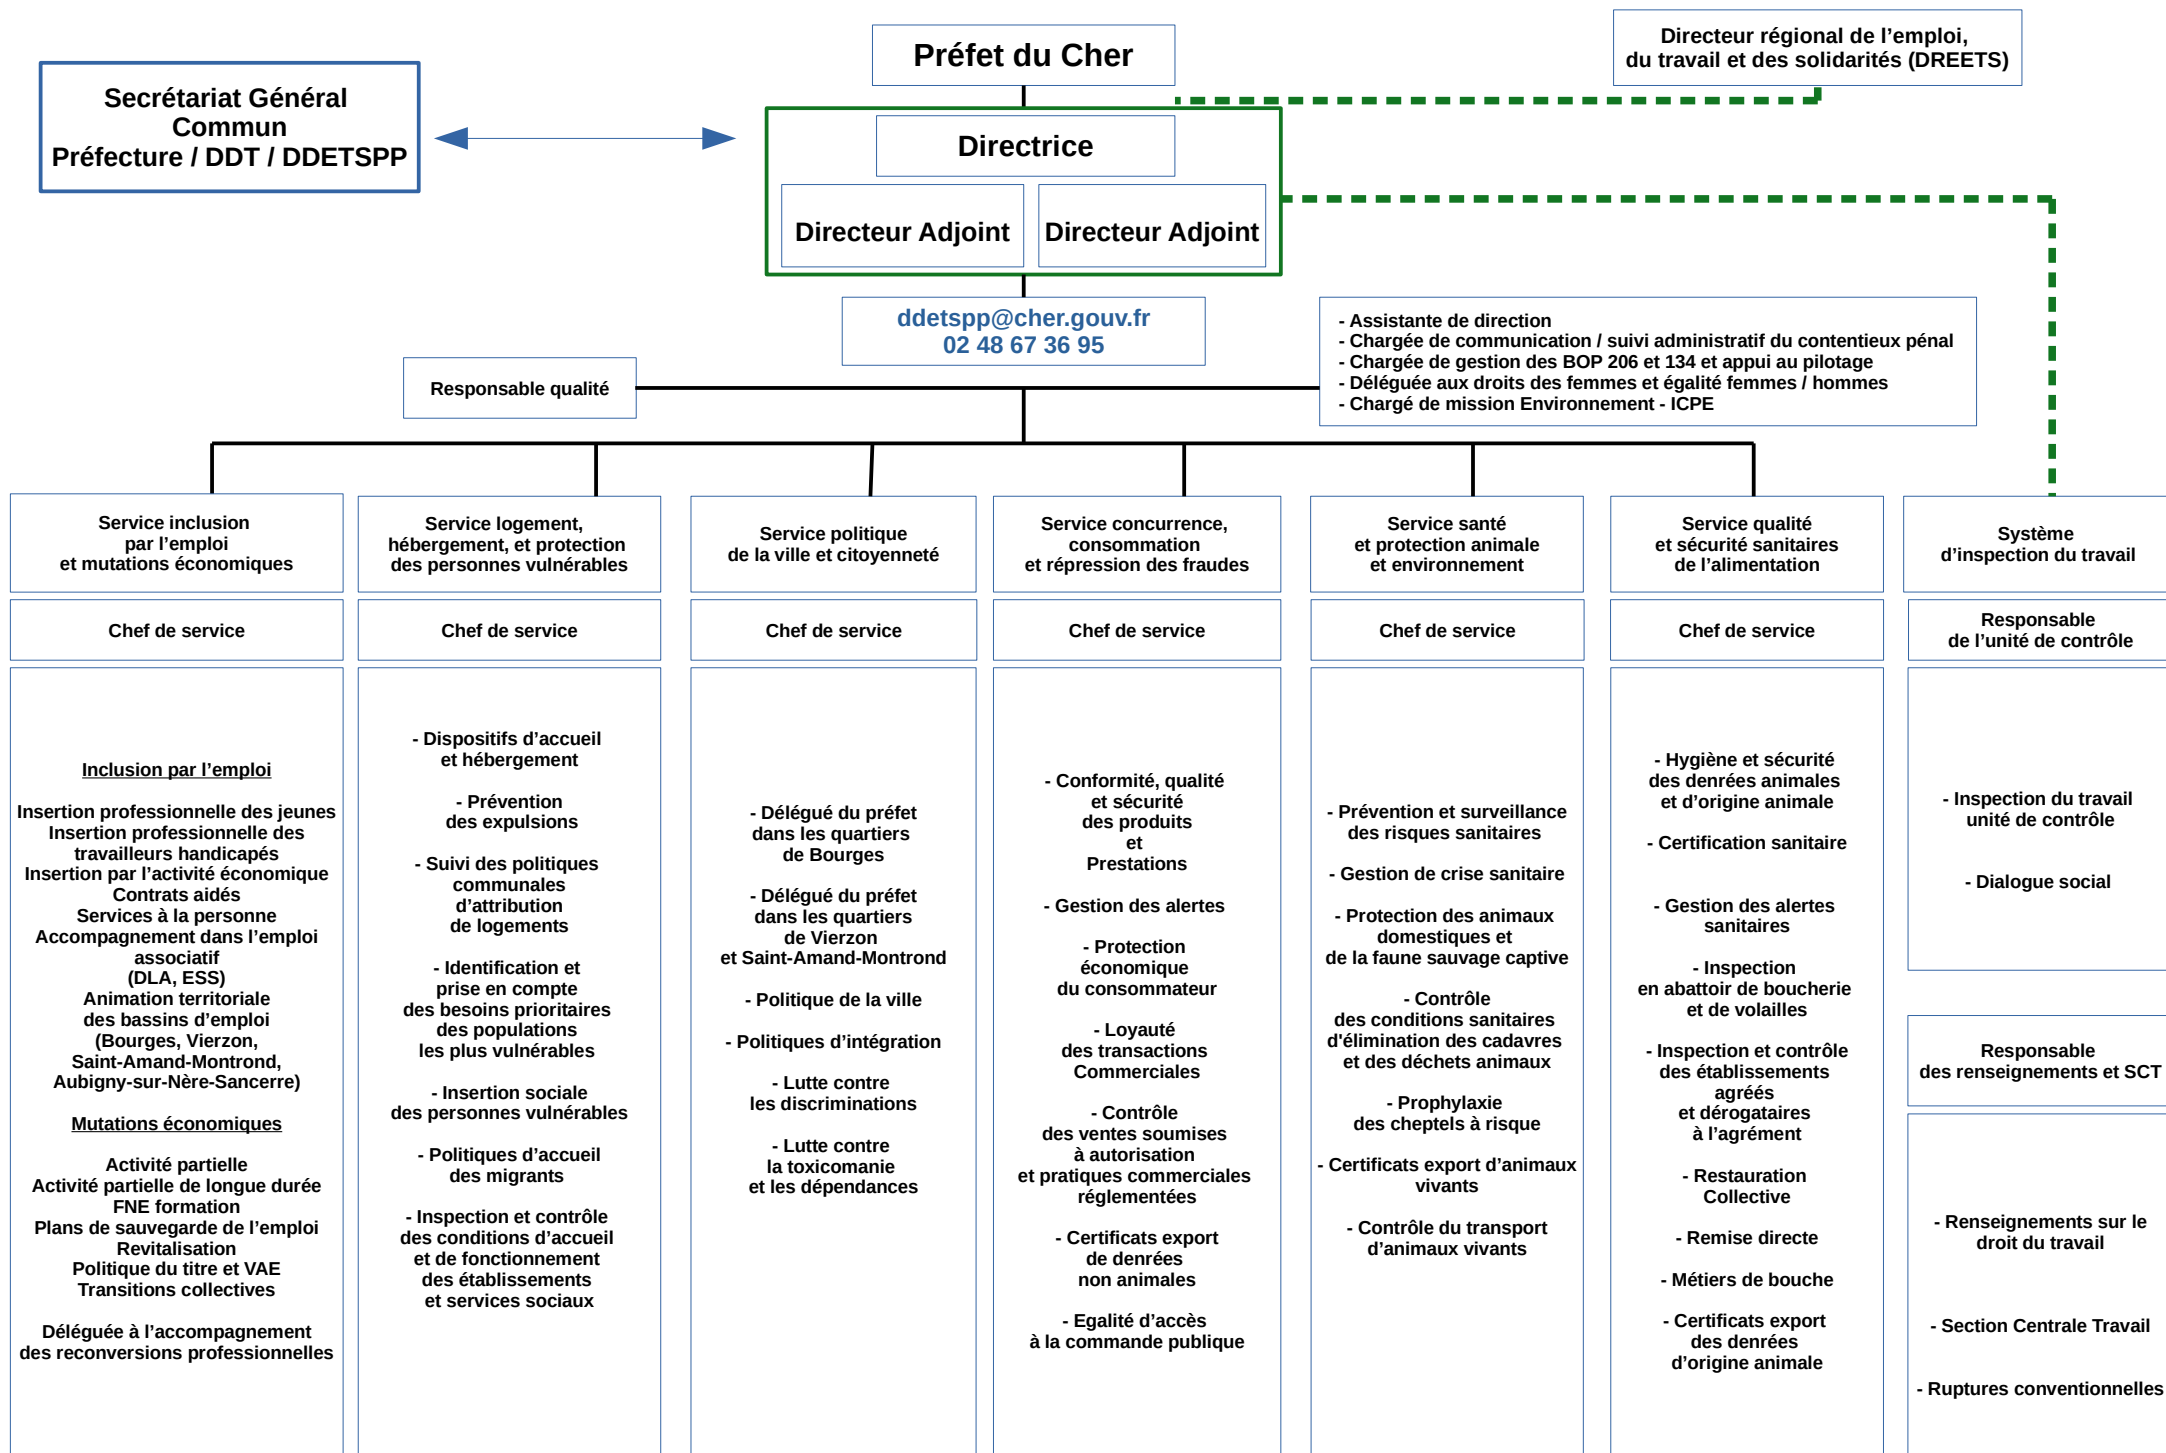 Préfet du Cher
Directeur régional de l’emploi,
du travail et des solidarités (DREETS)
Secrétariat Général
Commun
Préfecture / DDT / DDETSPP
Directrice
Directeur Adjoint
Directeur Adjoint
ddetspp@cher.gouv.fr
02 48 67 36 95
- Assistante de direction
- Chargée de communication / suivi administratif du contentieux pénal
- Chargée de gestion des BOP 206 et 134 et appui au pilotage
- Déléguée aux droits des femmes et égalité femmes / hommes
- Chargé de mission Environnement - ICPE
Responsable qualité
Service inclusion
par l’emploi
et mutations économiques
Chef de service
Inclusion par l’emploi
Insertion professionnelle des jeunes
Insertion professionnelle des
travailleurs handicapés
Insertion par l’activité économique
Contrats aidés
Services à la personne
Accompagnement dans l’emploi
associatif
(DLA, ESS)
Animation territoriale
des bassins d’emploi
(Bourges, Vierzon,
Saint-Amand-Montrond,
Aubigny-sur-Nère-Sancerre)
Mutations économiques
Activité partielle
Activité partielle de longue durée
FNE formation
Plans de sauvegarde de l’emploi
Revitalisation
Politique du titre et VAE
Transitions collectives
Déléguée à l’accompagnement
des reconversions professionnelles
Service logement,
hébergement, et protection
des personnes vulnérables
Chef de service
- Dispositifs d’accueil
et hébergement
- Prévention
des expulsions
- Suivi des politiques
communales
d’attribution
de logements
- Identification et
prise en compte
des besoins prioritaires
des populations
les plus vulnérables
- Insertion sociale
des personnes vulnérables
- Politiques d’accueil
des migrants
- Inspection et contrôle
des conditions d’accueil
et de fonctionnement
des établissements
et services sociaux
Service politique
de la ville et citoyenneté
Chef de service
- Délégué du préfet
dans les quartiers
de Bourges
- Délégué du préfet
dans les quartiers
de Vierzon
et Saint-Amand-Montrond
- Politique de la ville
- Politiques d’intégration
- Lutte contre
les discriminations
- Lutte contre
la toxicomanie
et les dépendances
Service concurrence,
consommation
et répression des fraudes
Chef de service
- Conformité, qualité
et sécurité
des produits
et
Prestations
- Gestion des alertes
- Protection
économique
du consommateur
- Loyauté
des transactions
Commerciales
- Contrôle
des ventes soumises
à autorisation
et pratiques commerciales
réglementées
- Certificats export
de denrées
non animales
- Egalité d’accès
à la commande publique
Service santé
et protection animale
et environnement
Chef de service
- Prévention et surveillance
des risques sanitaires
- Gestion de crise sanitaire
- Protection des animaux
domestiques et
de la faune sauvage captive
- Contrôle
des conditions sanitaires
d'élimination des cadavres
et des déchets animaux
- Prophylaxie
des cheptels à risque
- Certificats export d’animaux
vivants
- Contrôle du transport
d’animaux vivants
Service qualité
et sécurité sanitaires
de l’alimentation
Chef de service
- Hygiène et sécurité
des denrées animales
et d’origine animale
- Certification sanitaire
- Gestion des alertes
sanitaires
- Inspection
en abattoir de boucherie
et de volailles
- Inspection et contrôle
des établissements
agréés
et dérogataires
à l’agrément
- Restauration
Collective
- Remise directe
- Métiers de bouche
- Certificats export
des denrées
d’origine animale
Système
d’inspection du travail
Responsable
de l’unité de contrôle
- Inspection du travail
unité de contrôle
- Dialogue social
Responsable
des renseignements et SCT
- Renseignements sur le
droit du travail
- Section Centrale Travail
- Ruptures conventionnelles